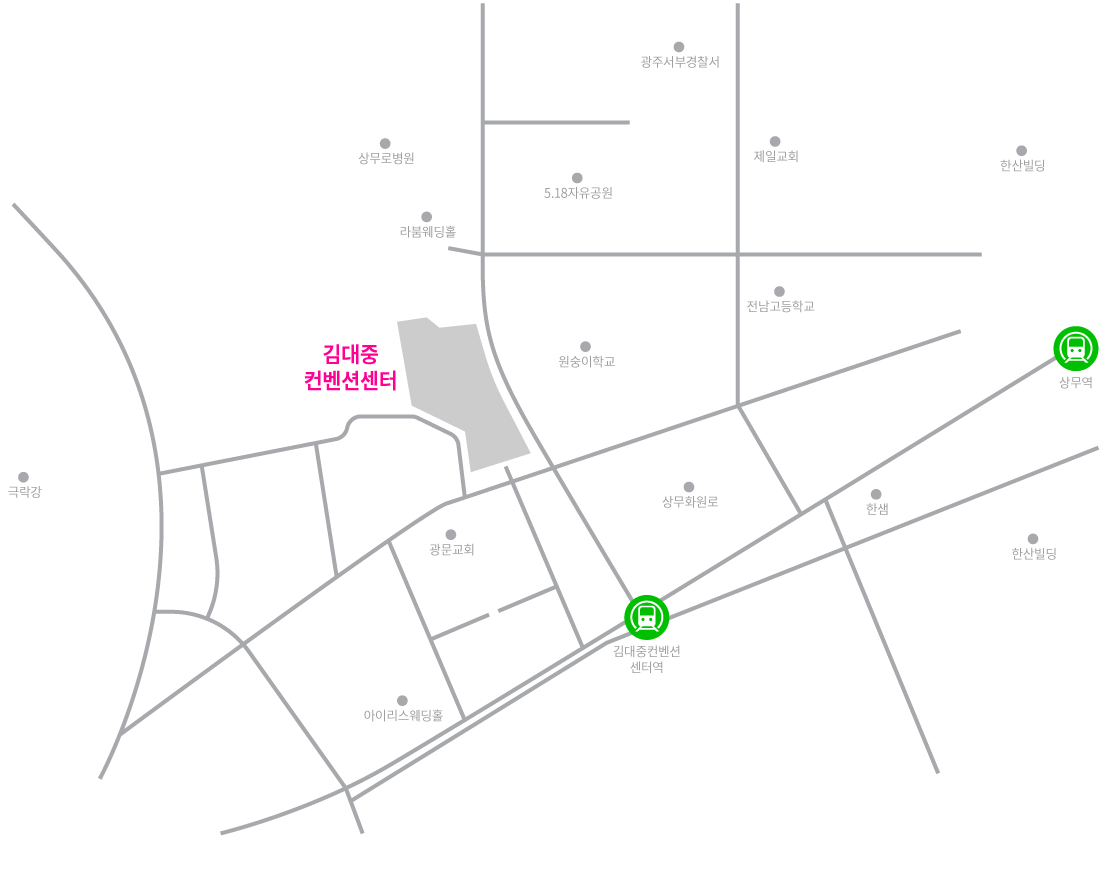 광주서부경찰서
상무로병원
제일교회
한산빌딩
5.18자유공원
라붐웨딩홀
전남고등학교
김대중
컨벤션센터
원숭이학교
상무역
극락강
상무화원로
한샘
광문교회
한산빌딩
김대중컨벤션
센터역
아이리스웨딩홀